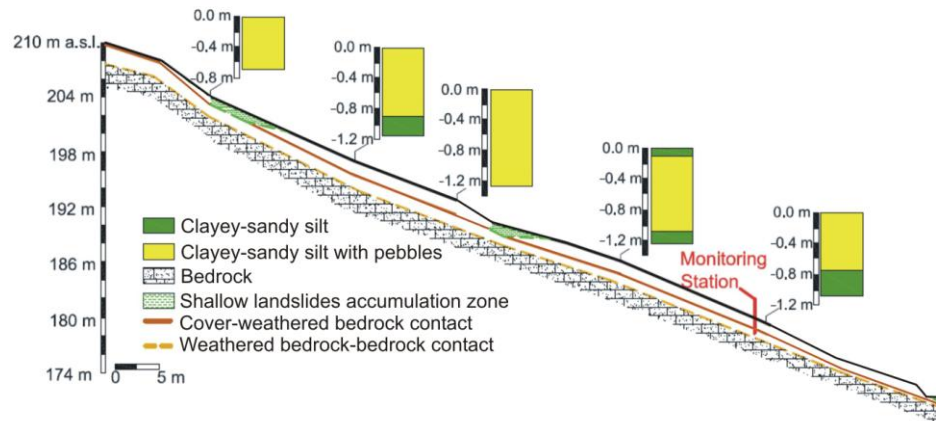 210 m a.s.l.
204 m
198 m
192 m
186 m
180 m
174 m
0 5 m
0.0 m
-0.4 m
-0.8 m
0.0 m
-0.4 m
-0.8 m
-1.2 m
0.0 m
-0.4 m
-0.8 m
-1.2 m
0.0 m
-0.4 m
-0.8 m
-1.2 m
0.0 m
-0.4 m
-0.8 m
-1.2 m
Monitoring
Station
Clayey-sandy silt
Clayey-sandy silt with pebbles
Bedrock
Shallow landslides accumulation zone
Cover-weathered bedrock contact
Weathered bedrock-bedrock contact